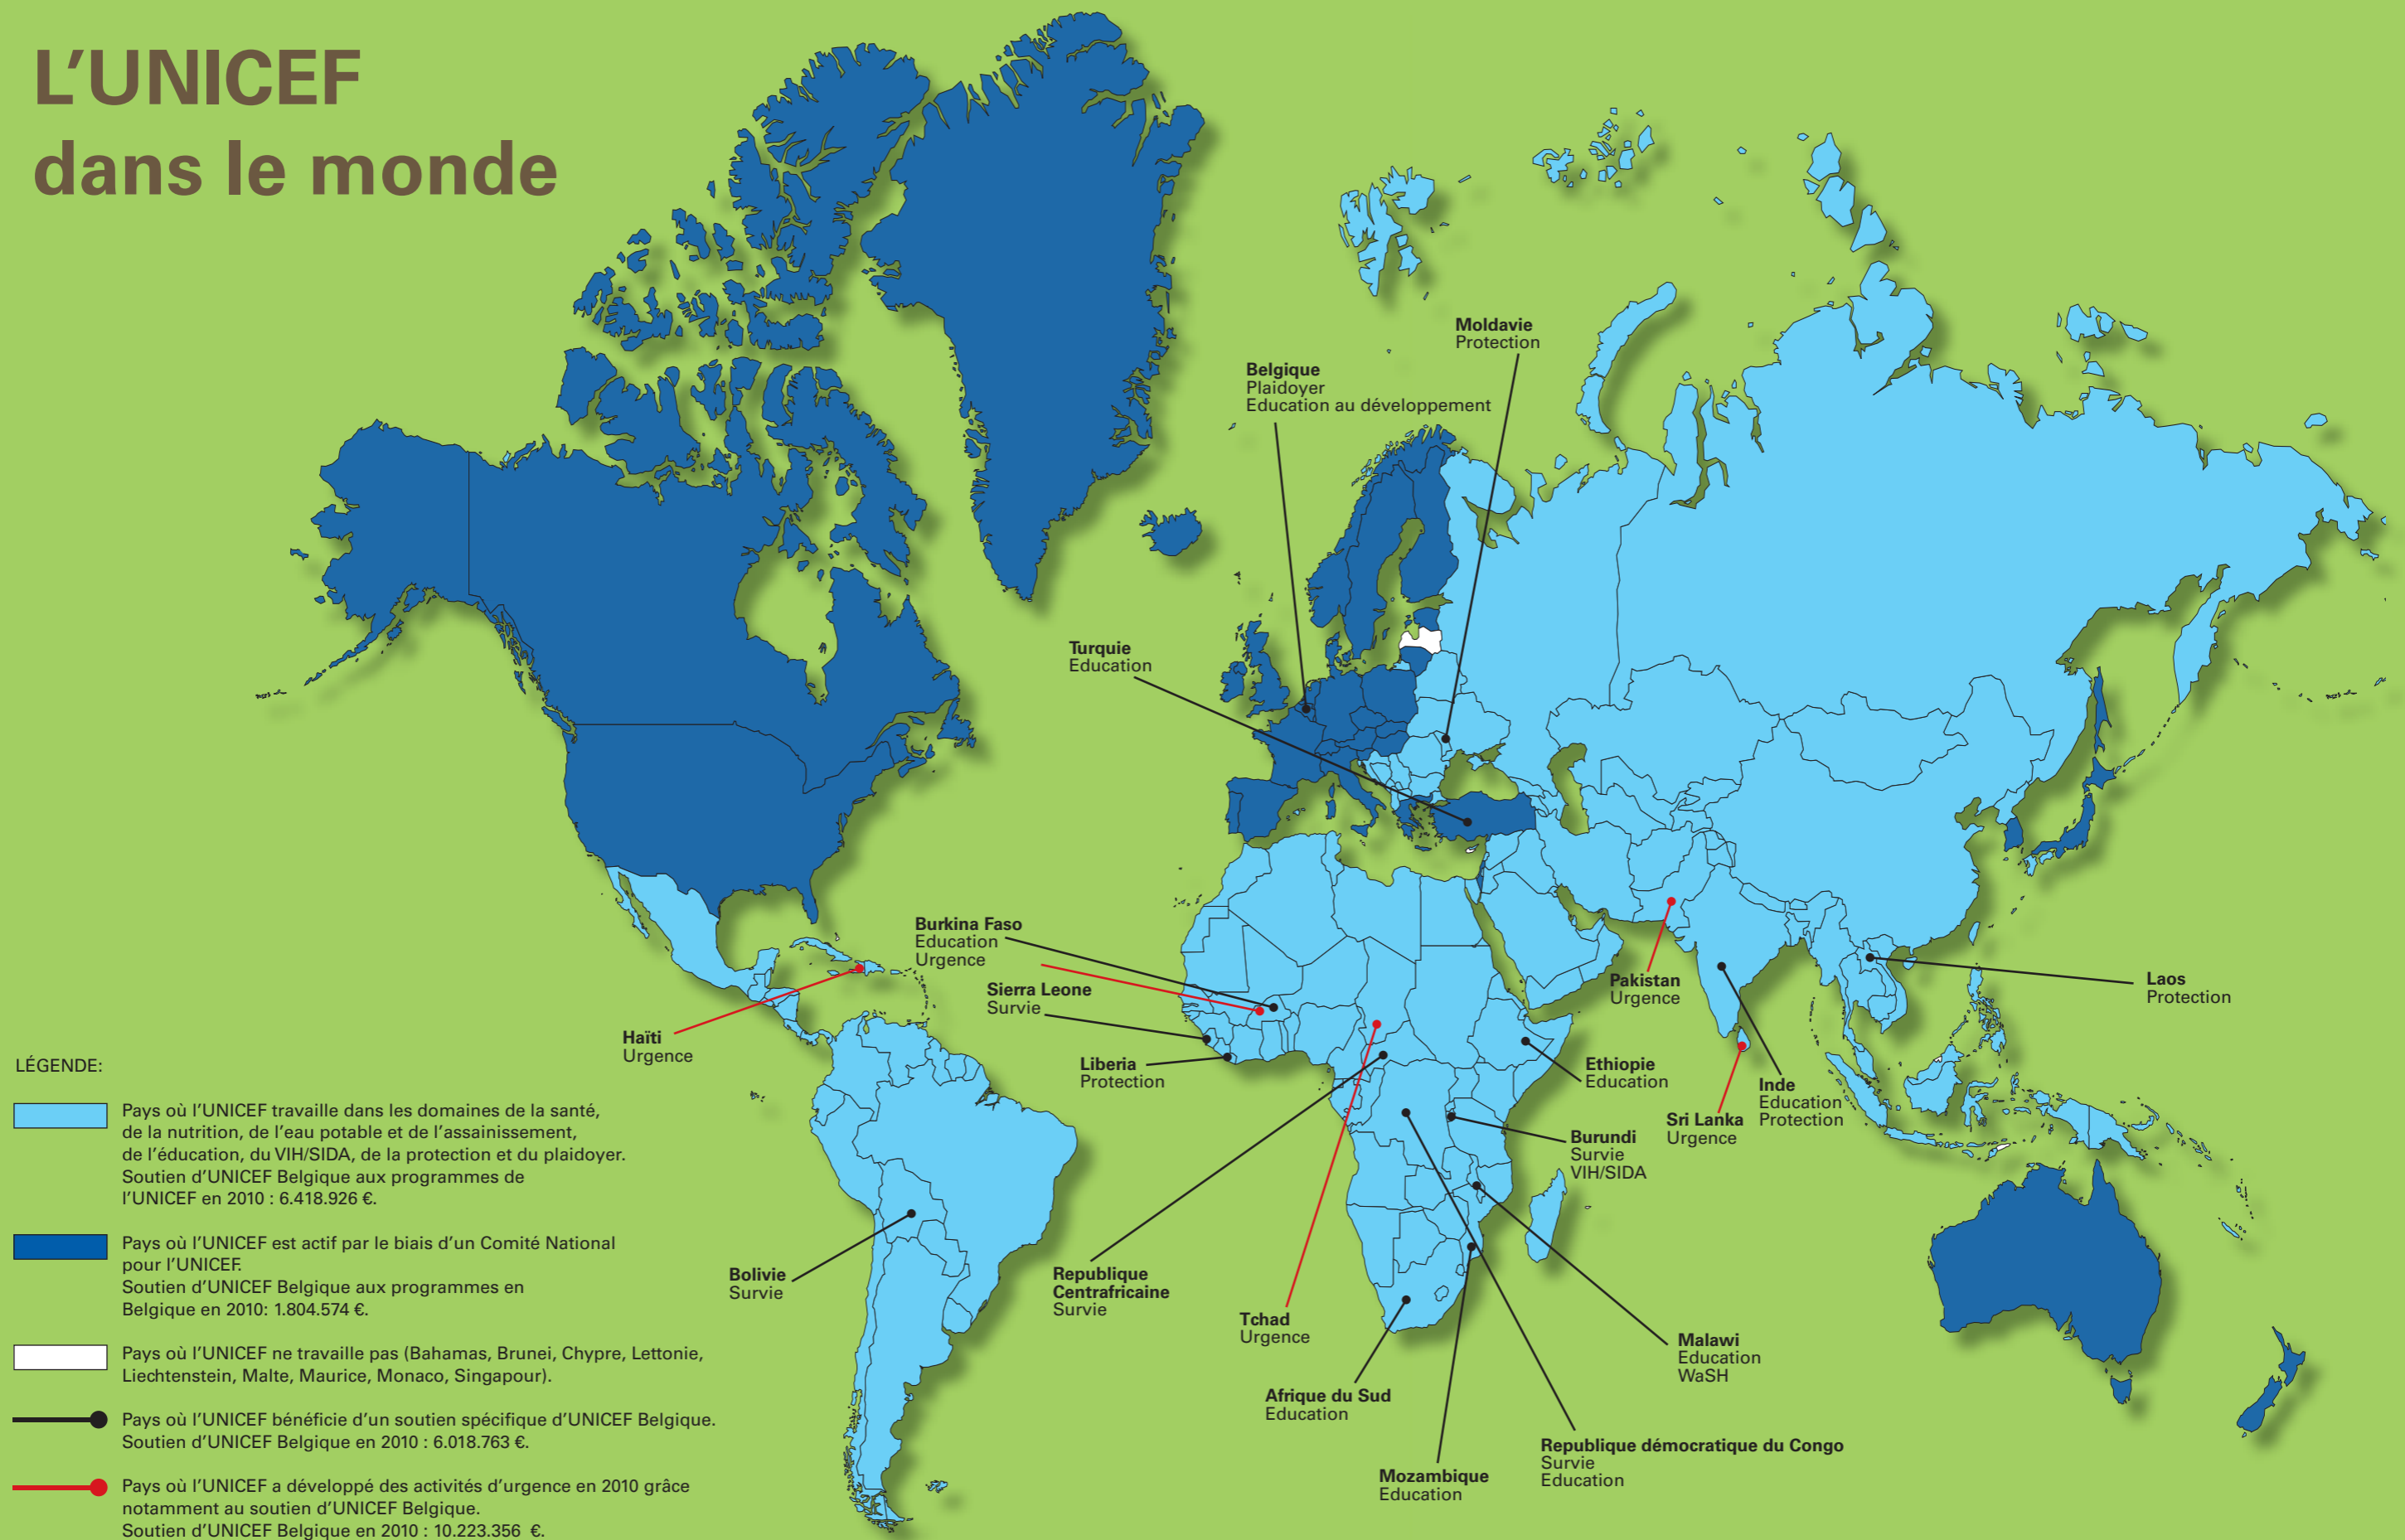 L'UNICEF
dans le monde
Moldavie
Protection
Belgique
Plaidoyer
Education au développement
Turquie
Education
Burkina Faso
Education
Urgence
Sierra Leone
Survie
Liberia
Protection
Haïti
Urgence
Pakistan
Urgence
Laos
Protection
Ethiopie
Education
Inde
Education
Protection
Sri Lanka
Urgence
Burundi
Survie
VIH/SIDA
Bolivie
Survie
Republique
Centrafricaine
Survie
Tchad
Urgence
Malawi
Education
WaSH
Afrique du Sud
Education
Republique démocratique du Congo
Survie
Education
Mozambique
Education
LÉGENDE:
Pays où l'UNICEF travaille dans les domaines de la santé,
de la nutrition, de l'eau potable et de l'assainissement,
de l'éducation, du VIH/SIDA, de la protection et du plaidoyer.
Soutien d'UNICEF Belgique aux programmes de
l'UNICEF en 2010 : 6.418.926 €.
Pays où l'UNICEF est actif par le biais d'un Comité National
pour l'UNICEF.
Soutien d'UNICEF Belgique aux programmes en
Belgique en 2010: 1.804.574 €.
Pays où l'UNICEF ne travaille pas (Bahamas, Brunei, Chypre, Lettonie,
Liechtenstein, Malte, Maurice, Monaco, Singapour).
Pays où l'UNICEF bénéficie d'un soutien spécifique d'UNICEF Belgique.
Soutien d'UNICEF Belgique en 2010 : 6.018.763 €.
Pays où l'UNICEF a développé des activités d'urgence en 2010 grâce
notamment au soutien d'UNICEF Belgique.
Soutien d'UNICEF Belgique en 2010 : 10.223.356 €.